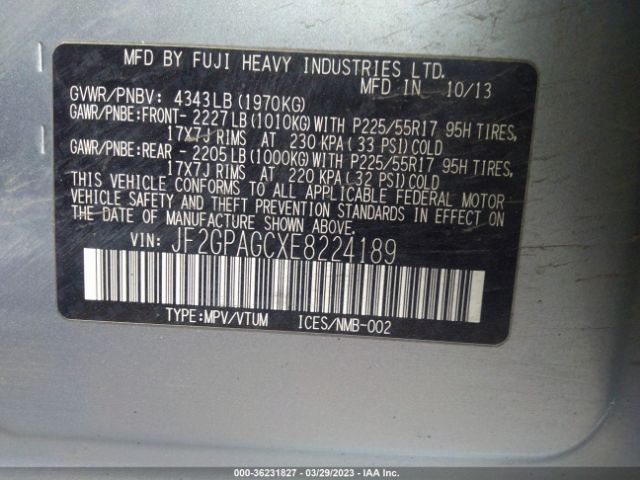 MFD BY FUJI HEAVY INDUSTRIES LTD.
MFD IN 10/13
GVWR/PNBV: 4343LB(1970KG)
GAWR/PNBE:FRONT- 2227LB(1010KG)WITH P225/55R17 95H TIRES,
17X7J RIMS AT 230 KPA(33 PSI)COLD
GAWR/PNBE:REAR - 2205LB(1000KG)WITH P225/55R17 95H TIRES,
17X7J RIMS AT 220 KPA(32 PSI)COLD
THIS VEHICLE CONFORMS TO ALL APPLICABLE FEDERAL MOTOR
VEHICLE SAFETY AND THEFT PREVENTION STANDARDS IN EFFECT ON
THE DATE OF MANUFACTURE SHOWN ABOVE.
VIN: JF2GPAGCXE8224189
TYPE:MPV/VTUM ICES/NMB-002
000-36231827 - 03/29/2023 - IAA Inc.